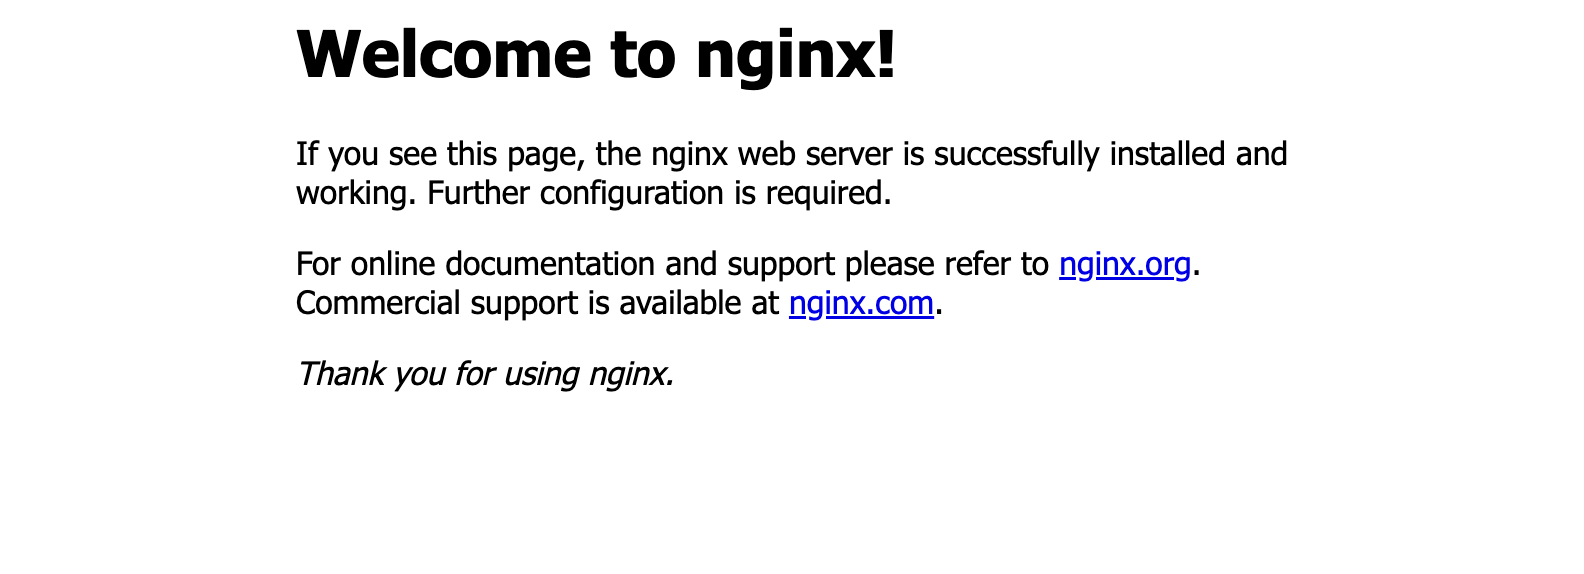 Welcome to nginx!
If you see this page, the nginx web server is successfully installed and
working. Further configuration is required.
For online documentation and support please refer to nginx.org.
Commercial support is available at nginx.com.
Thank you for using nginx.